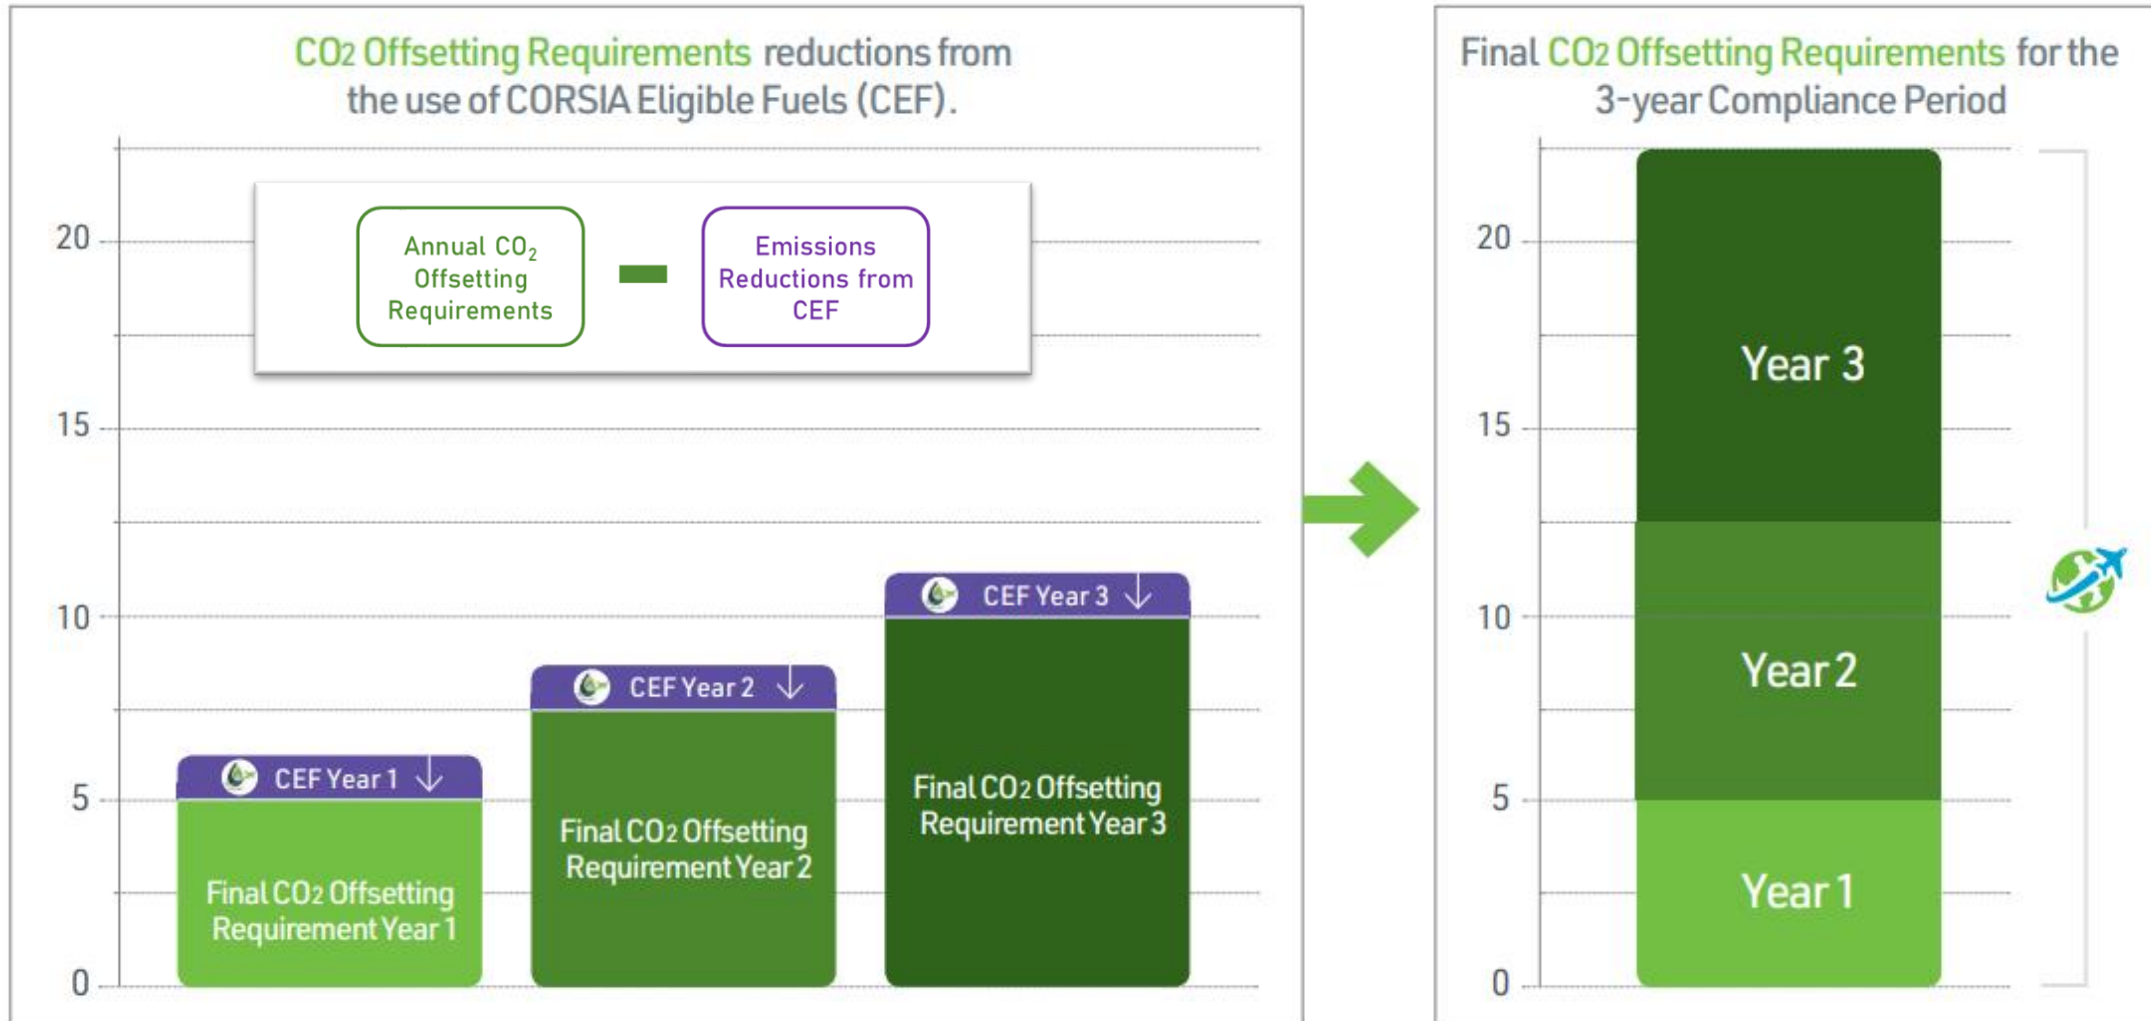 CO2 Offsetting Requirements reductions from
the use of CORSIA Eligible Fuels (CEF).
20
15
10
5
0
Annual CO₂
Offsetting
Requirements
Emissions
Reductions from
CEF
CEF Year 1
Final CO2 Offsetting
Requirement Year 1
CEF Year 2
Final CO2 Offsetting
Requirement Year 2
CEF Year 3
Final CO2 Offsetting
Requirement Year 3
Final CO2 Offsetting Requirements for the
3-year Compliance Period
20
15
10
5
0
Year 3
Year 2
Year 1